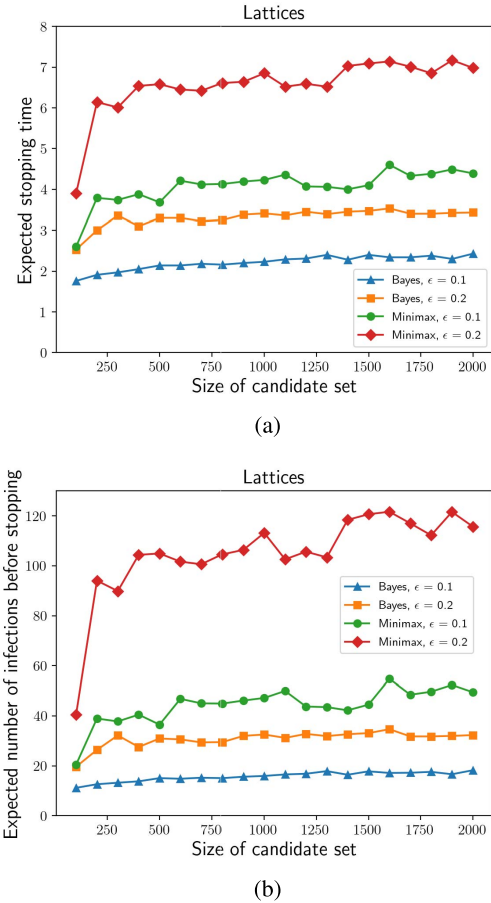 Lattices
8
7
6
5
4
3
2
1
0
Expected stopping time
Bayes, ϵ = 0.1
Bayes, ϵ = 0.2
Minimax, ϵ = 0.1
Minimax, ϵ = 0.2
250 500 750 1000 1250 1500 1750 2000
Size of candidate set
(a)
Lattices
120
100
80
60
40
20
0
Expected number of infections before stopping
Bayes, ϵ = 0.1
Bayes, ϵ = 0.2
Minimax, ϵ = 0.1
Minimax, ϵ = 0.2
250 500 750 1000 1250 1500 1750 2000
Size of candidate set
(b)